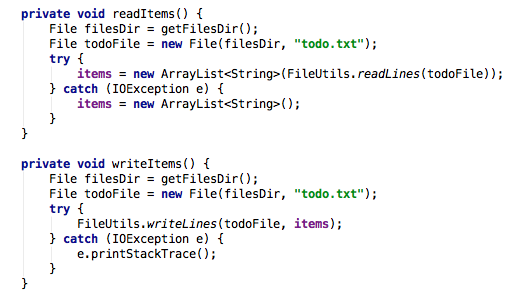 private void readItems() {
    File filesDir = getFilesDir();
    File todoFile = new File(filesDir, "todo.txt");
    try {
        items = new ArrayList<String>(FileUtils.readLines(todoFile));
    } catch (IOException e) {
        items = new ArrayList<String>();
    }
}

private void writeItems() {
    File filesDir = getFilesDir();
    File todoFile = new File(filesDir, "todo.txt");
    try {
        FileUtils.writeLines(todoFile, items);
    } catch (IOException e) {
        e.printStackTrace();
    }
}